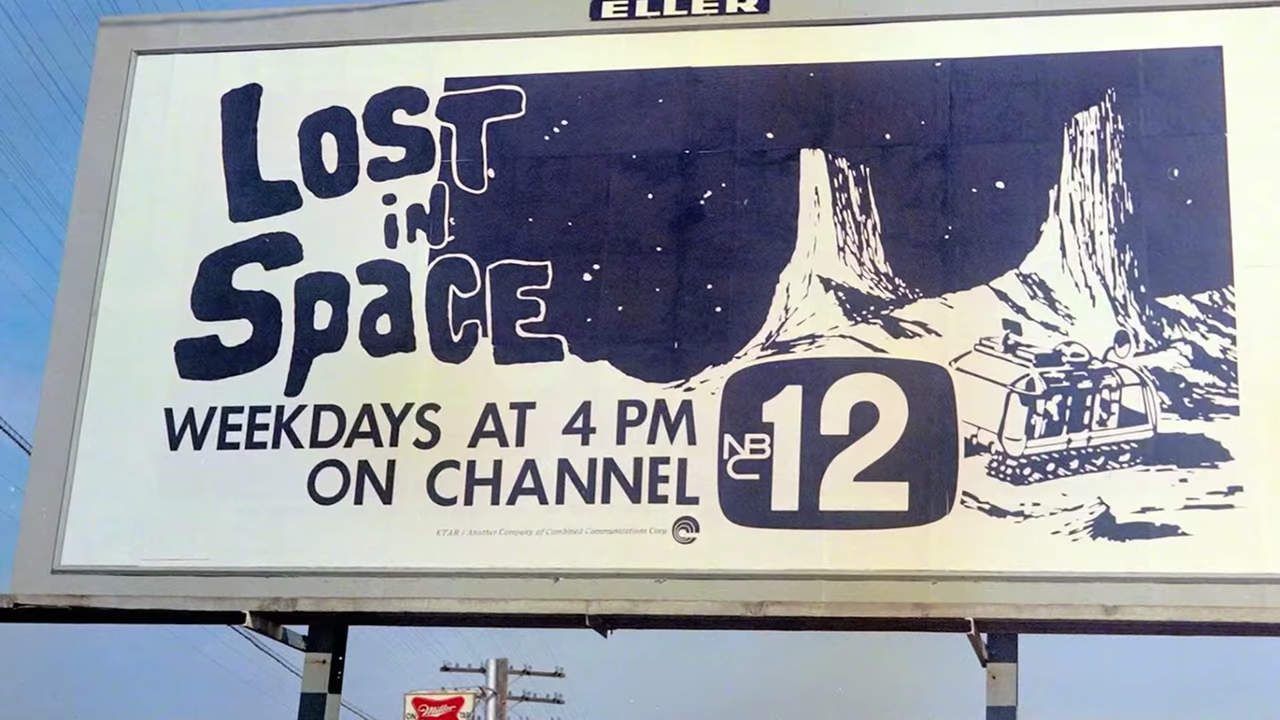 ELLER
LOST
iN
SpaCE
WEEKDAYS AT 4 PM
ON CHANNEL
NBC
12
KTAR / Another Company of Combined Communications Corp.
Miller
ON